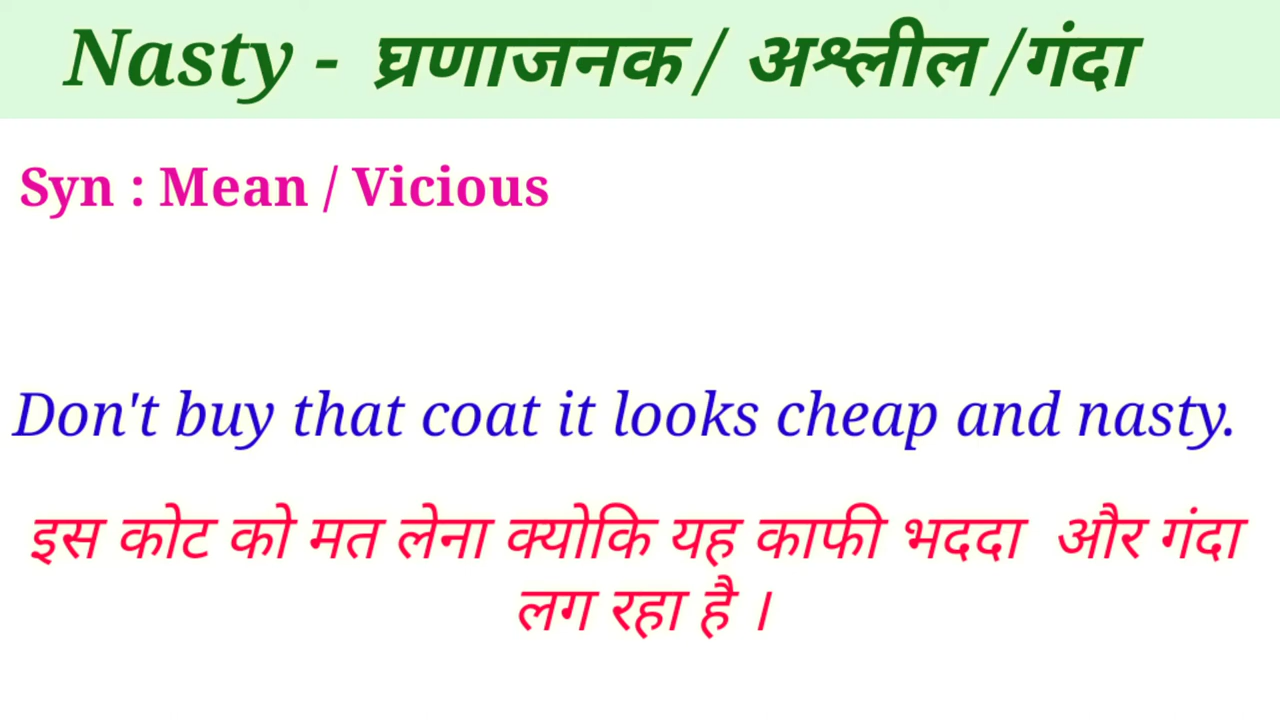 Nasty - घ्रणाजनक / अश्लील /गंदा
Syn : Mean / Vicious
Don't buy that coat it looks cheap and nasty.
इस कोट को मत लेना क्योकि यह काफी भददा और गंदा
लग रहा है ।